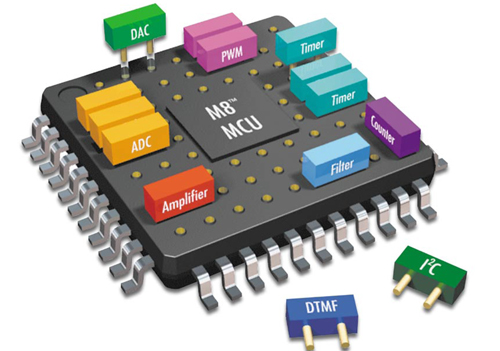 DAC
PWM
Timer
Timer
M8™
MCU
ADC
Counter
Filter
Amplifier
I²C
DTMF